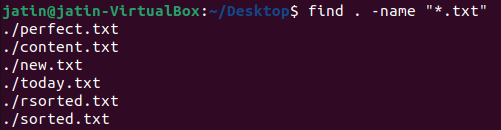 jatin@jatin-VirtualBox:~/Desktop$ find . -name "*.txt"
./perfect.txt
./content.txt
./new.txt
./today.txt
./rsorted.txt
./sorted.txt